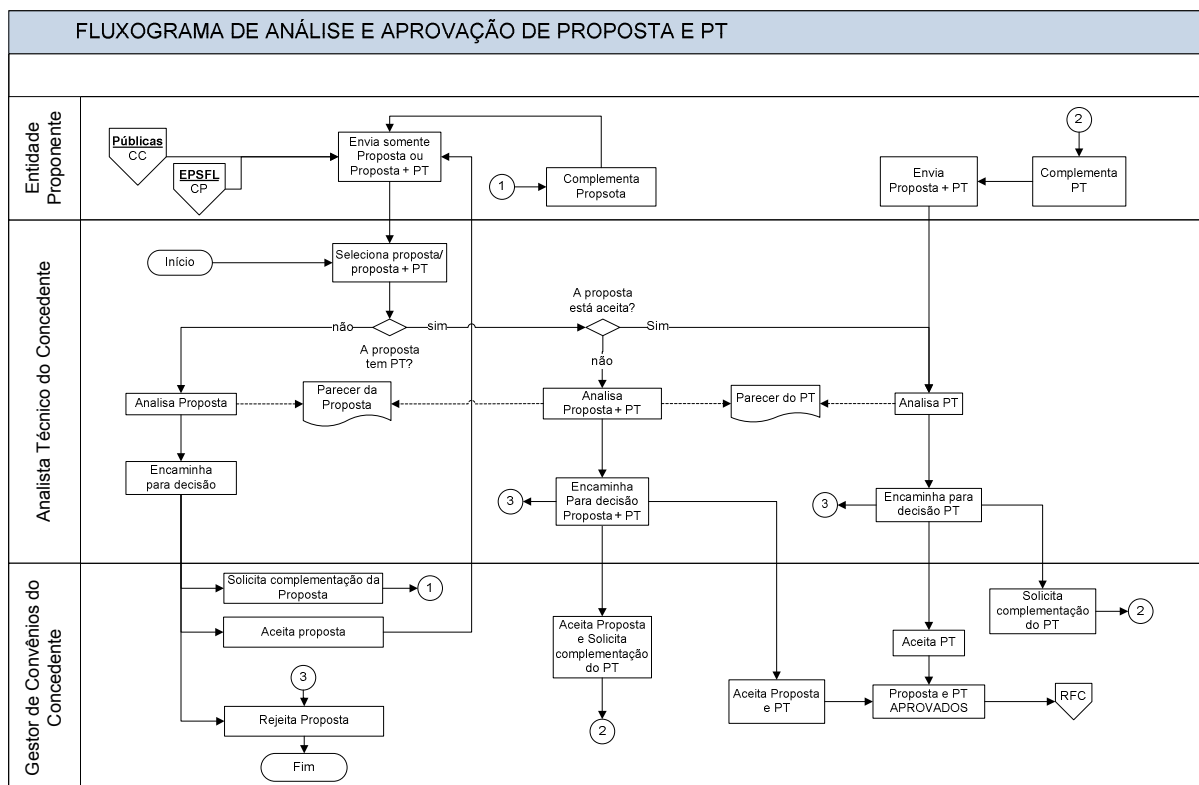 FLUXOGRAMA DE ANÁLISE E APROVAÇÃO DE PROPOSTA E PT
Entidade
Proponente
Públicas
CC
EPSFL
CP
Envia somente
Proposta ou
Proposta + PT
1
Complementa
Propsota
Envia
Proposta + PT
2
Complementa
PT
Analista Técnico do Concedente
Início
Seleciona proposta/
proposta + PT
não
sim
A proposta
tem PT?
A proposta
está aceita?
Sim
não
Analisa Proposta
Parecer da
Proposta
Analisa
Proposta + PT
Parecer do PT
Analisa PT
Encaminha
para decisão
3
Encaminha
Para decisão
Proposta + PT
3
Encaminha para
decisão PT
Gestor de Convênios do
Concedente
Solicita complementação da
Proposta
1
Aceita proposta
3
Rejeita Proposta
Fim
Aceita Proposta
e Solicita
complementação
do PT
2
Aceita Proposta
e PT
Aceita PT
Proposta e PT
APROVADOS
RFC
Solicita
complementação
do PT
2